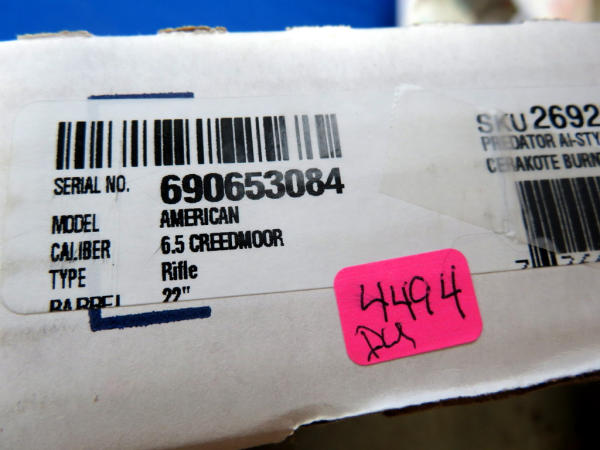 SERIAL NO. 690653084
MODEL AMERICAN
CALIBER 6.5 CREEDMOOR
TYPE Rifle
BARREL 22"
SKU 2692
PREDATOR AI-STY
CERAKOTE BURN
4494